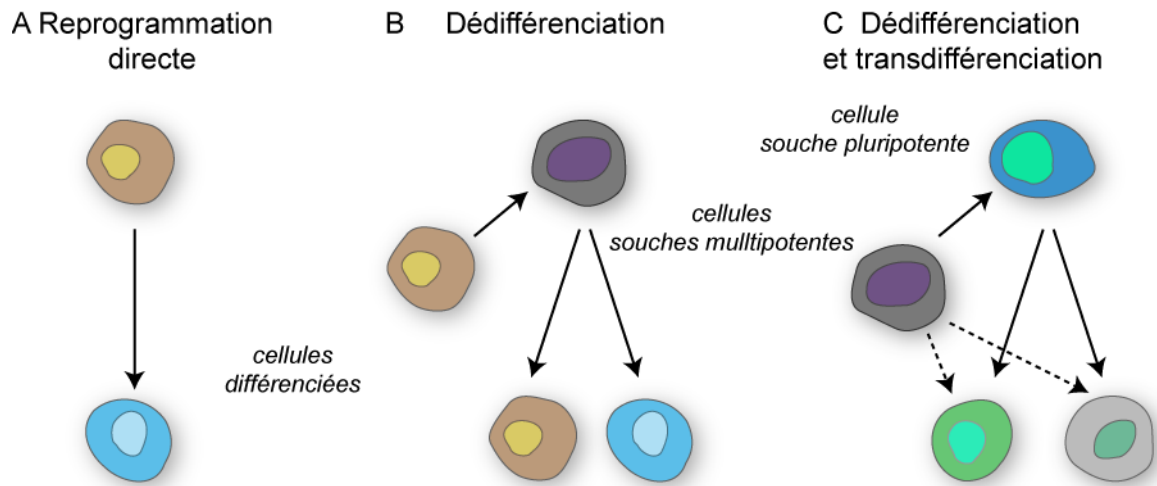 A Reprogrammation
directe
B Dédifférenciation
C Dédifférenciation
et transdifférenciation
cellule
souche pluripotente
cellules
souches mulltipotentes
cellules
différenciées